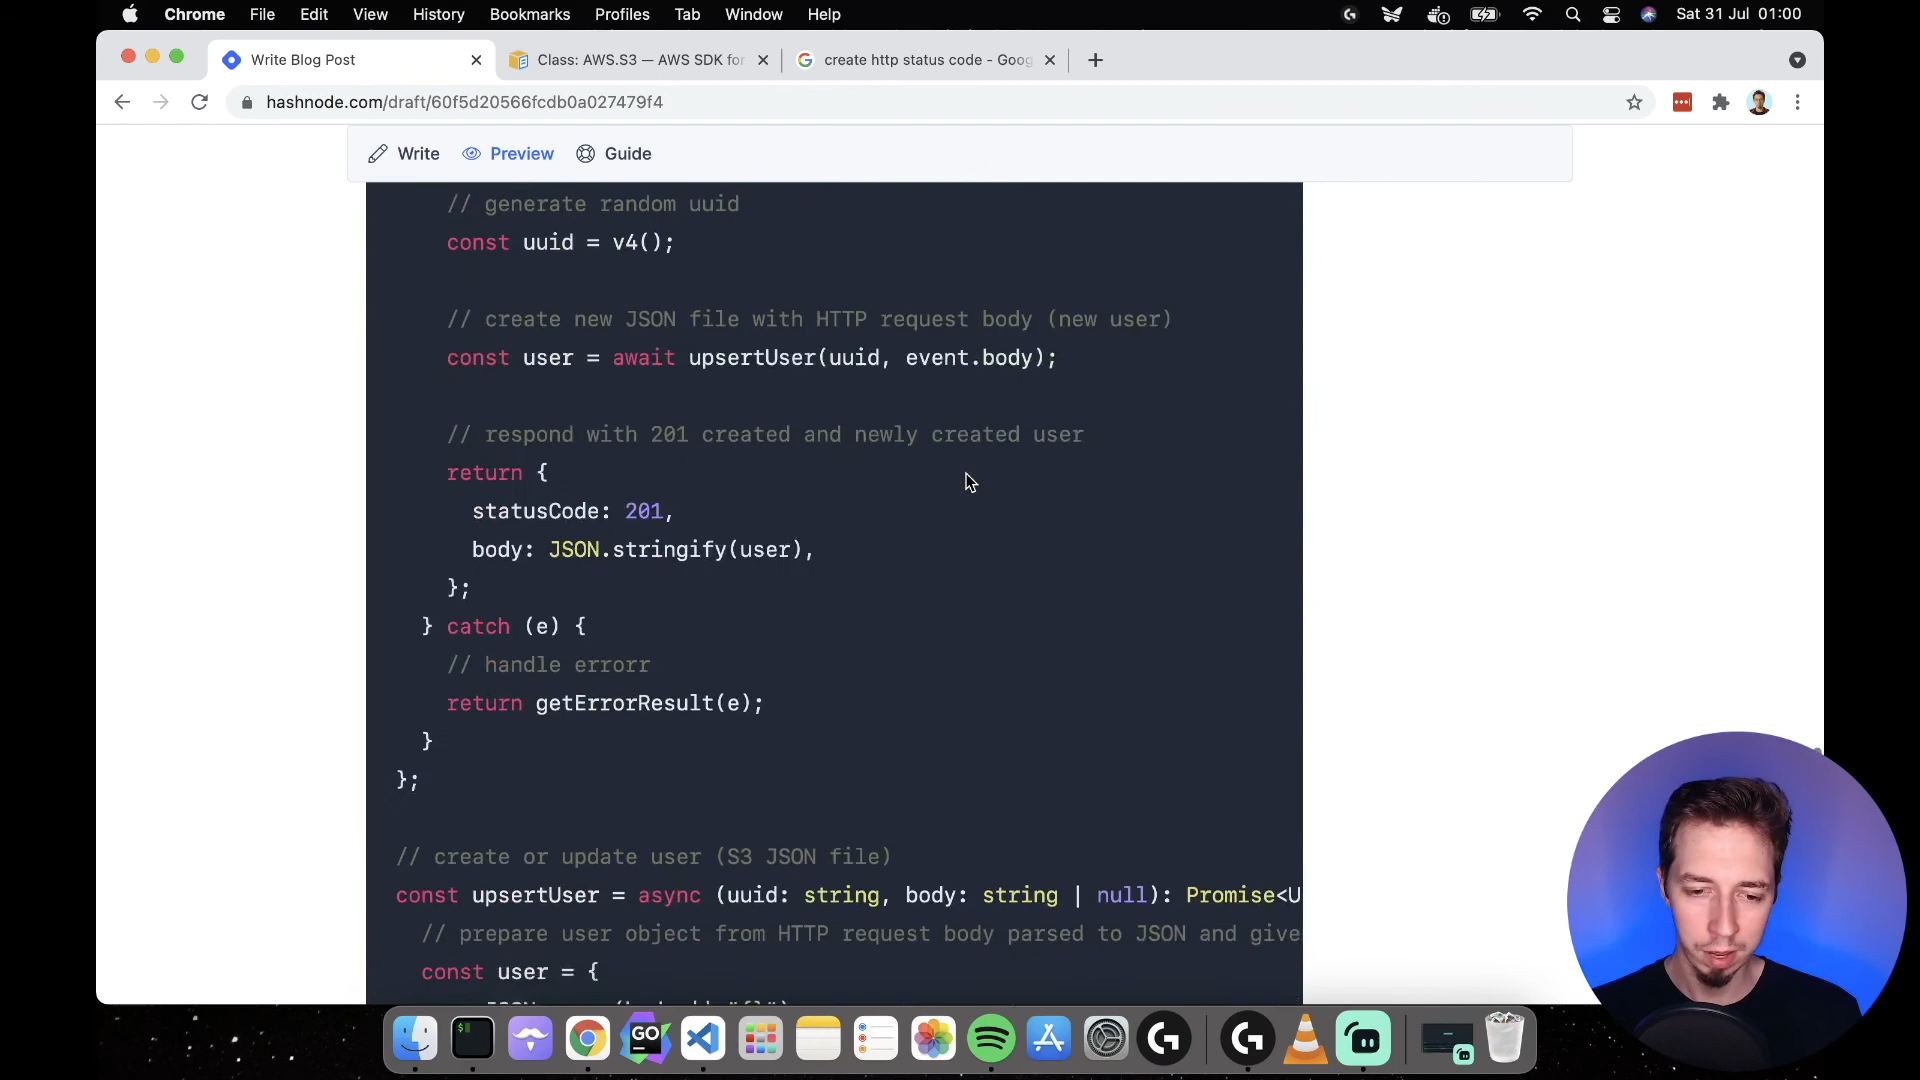 Chrome File Edit View History Bookmarks Profiles Tab Window Help Sat 31 Jul 01:00
Write Blog Post Class: AWS.S3 — AWS SDK for create http status code - Goog
hashnode.com/draft/60f5d20566fcdb0a027479f4
Write Preview Guide
// generate random uuid
const uuid = v4();
// create new JSON file with HTTP request body (new user)
const user = await upsertUser(uuid, event.body);
// respond with 201 created and newly created user
return {
statusCode: 201,
body: JSON.stringify(user),
};
} catch (e) {
// handle errorr
return getErrorResult(e);
}
};
// create or update user (S3 JSON file)
const upsertUser = async (uuid: string, body: string | null): Promise<U
// prepare user object from HTTP request body parsed to JSON and give
const user = {
GO